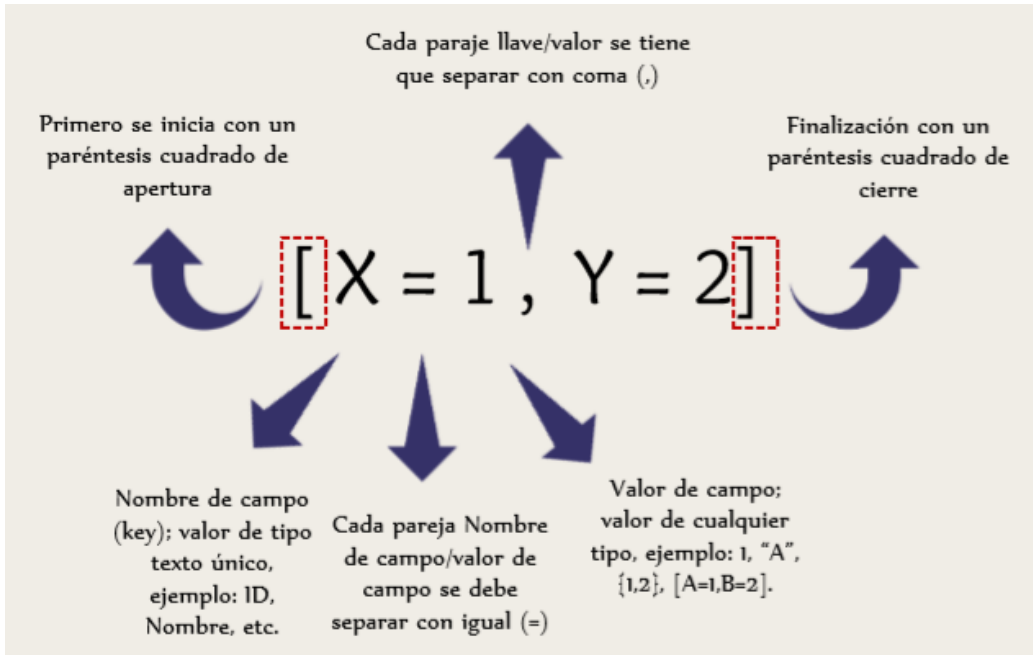 Cada paraje llave/valor se tiene
que separar con coma (,)
Primero se inicia con un
paréntesis cuadrado de
apertura
Finalización con un
paréntesis cuadrado de
cierre
[ X = 1 , Y = 2]
Nombre de campo
(key); valor de tipo
texto único,
ejemplo: ID,
Nombre, etc.
Cada pareja Nombre
de campo/valor de
campo se debe
separar con igual (=)
Valor de campo;
valor de cualquier
tipo, ejemplo: 1, “A”,
{1,2}, [A=1,B=2].